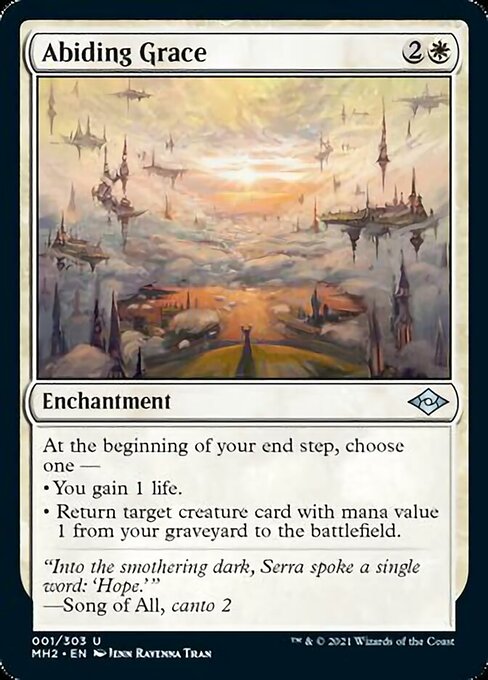 Abiding Grace 2
Enchantment
At the beginning of your end step, choose
one —
• You gain 1 life.
• Return target creature card with mana value
1 from your graveyard to the battlefield.
“Into the smothering dark, Serra spoke a single
word: ‘Hope.’”
—Song of All, canto 2
001/303 U
MH2 • EN Jenn Ravenna Tran
™ & © 2021 Wizards of the Coast